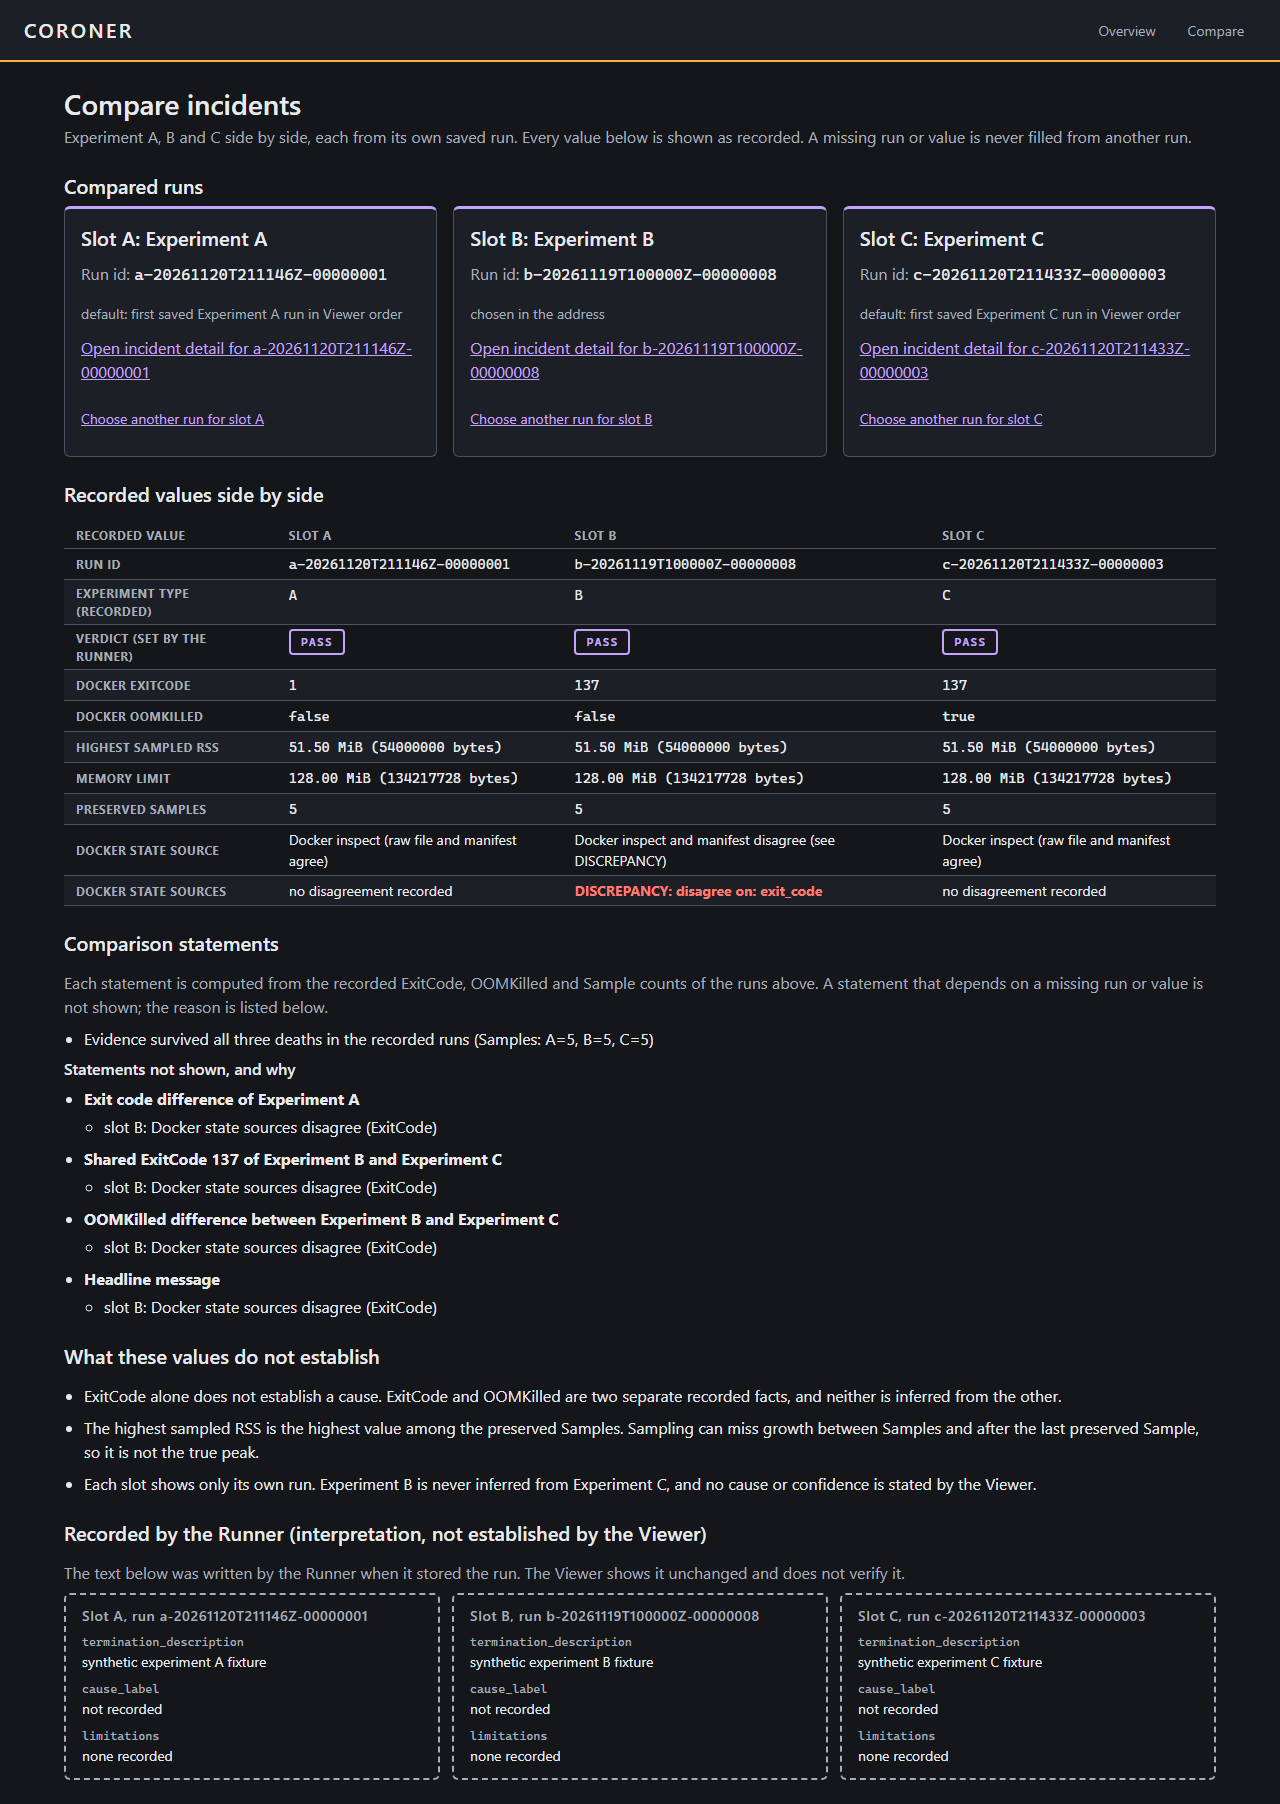 CORONER
Overview
Compare
Compare incidents
Experiment A, B and C side by side, each from its own saved run. Every value below is shown as recorded. A missing run or value is never filled from another run.
Compared runs
Slot A: Experiment A
Run id: a-20261120T211146Z-00000001
default: first saved Experiment A run in Viewer order
Open incident detail for a-20261120T211146Z-
00000001
Choose another run for slot A
Slot B: Experiment B
Run id: b-20261119T100000Z-00000008
chosen in the address
Open incident detail for b-20261119T100000Z-
00000008
Choose another run for slot B
Slot C: Experiment C
Run id: c-20261120T211433Z-00000003
default: first saved Experiment C run in Viewer order
Open incident detail for c-20261120T211433Z-
00000003
Choose another run for slot C
Recorded values side by side
RECORDED VALUE SLOT A SLOT B SLOT C
RUN ID a-20261120T211146Z-00000001 b-20261119T100000Z-00000008 c-20261120T211433Z-00000003
EXPERIMENT TYPE
(RECORDED) A B C
VERDICT (SET BY THE
RUNNER) PASS PASS PASS
DOCKER EXITCODE 1 137 137
DOCKER OOMKILLED false false true
HIGHEST SAMPLED RSS 51.50 MiB (54000000 bytes) 51.50 MiB (54000000 bytes) 51.50 MiB (54000000 bytes)
MEMORY LIMIT 128.00 MiB (134217728 bytes) 128.00 MiB (134217728 bytes) 128.00 MiB (134217728 bytes)
PRESERVED SAMPLES 5 5 5
DOCKER STATE SOURCE
Docker inspect (raw file and manifest
agree)
Docker inspect and manifest disagree (see
DISCREPANCY)
Docker inspect (raw file and manifest
agree)
DOCKER STATE SOURCES no disagreement recorded DISCREPANCY: disagree on: exit_code no disagreement recorded
Comparison statements
Each statement is computed from the recorded ExitCode, OOMKilled and Sample counts of the runs above. A statement that depends on a missing run or value is
not shown; the reason is listed below.
• Evidence survived all three deaths in the recorded runs (Samples: A=5, B=5, C=5)
Statements not shown, and why
• Exit code difference of Experiment A
◦ slot B: Docker state sources disagree (ExitCode)
• Shared ExitCode 137 of Experiment B and Experiment C
◦ slot B: Docker state sources disagree (ExitCode)
• OOMKilled difference between Experiment B and Experiment C
◦ slot B: Docker state sources disagree (ExitCode)
• Headline message
◦ slot B: Docker state sources disagree (ExitCode)
What these values do not establish
• ExitCode alone does not establish a cause. ExitCode and OOMKilled are two separate recorded facts, and neither is inferred from the other.
• The highest sampled RSS is the highest value among the preserved Samples. Sampling can miss growth between Samples and after the last preserved Sample,
so it is not the true peak.
• Each slot shows only its own run. Experiment B is never inferred from Experiment C, and no cause or confidence is stated by the Viewer.
Recorded by the Runner (interpretation, not established by the Viewer)
The text below was written by the Runner when it stored the run. The Viewer shows it unchanged and does not verify it.
Slot A, run a-20261120T211146Z-00000001
termination_description
synthetic experiment A fixture
cause_label
not recorded
limitations
none recorded
Slot B, run b-20261119T100000Z-00000008
termination_description
synthetic experiment B fixture
cause_label
not recorded
limitations
none recorded
Slot C, run c-20261120T211433Z-00000003
termination_description
synthetic experiment C fixture
cause_label
not recorded
limitations
none recorded